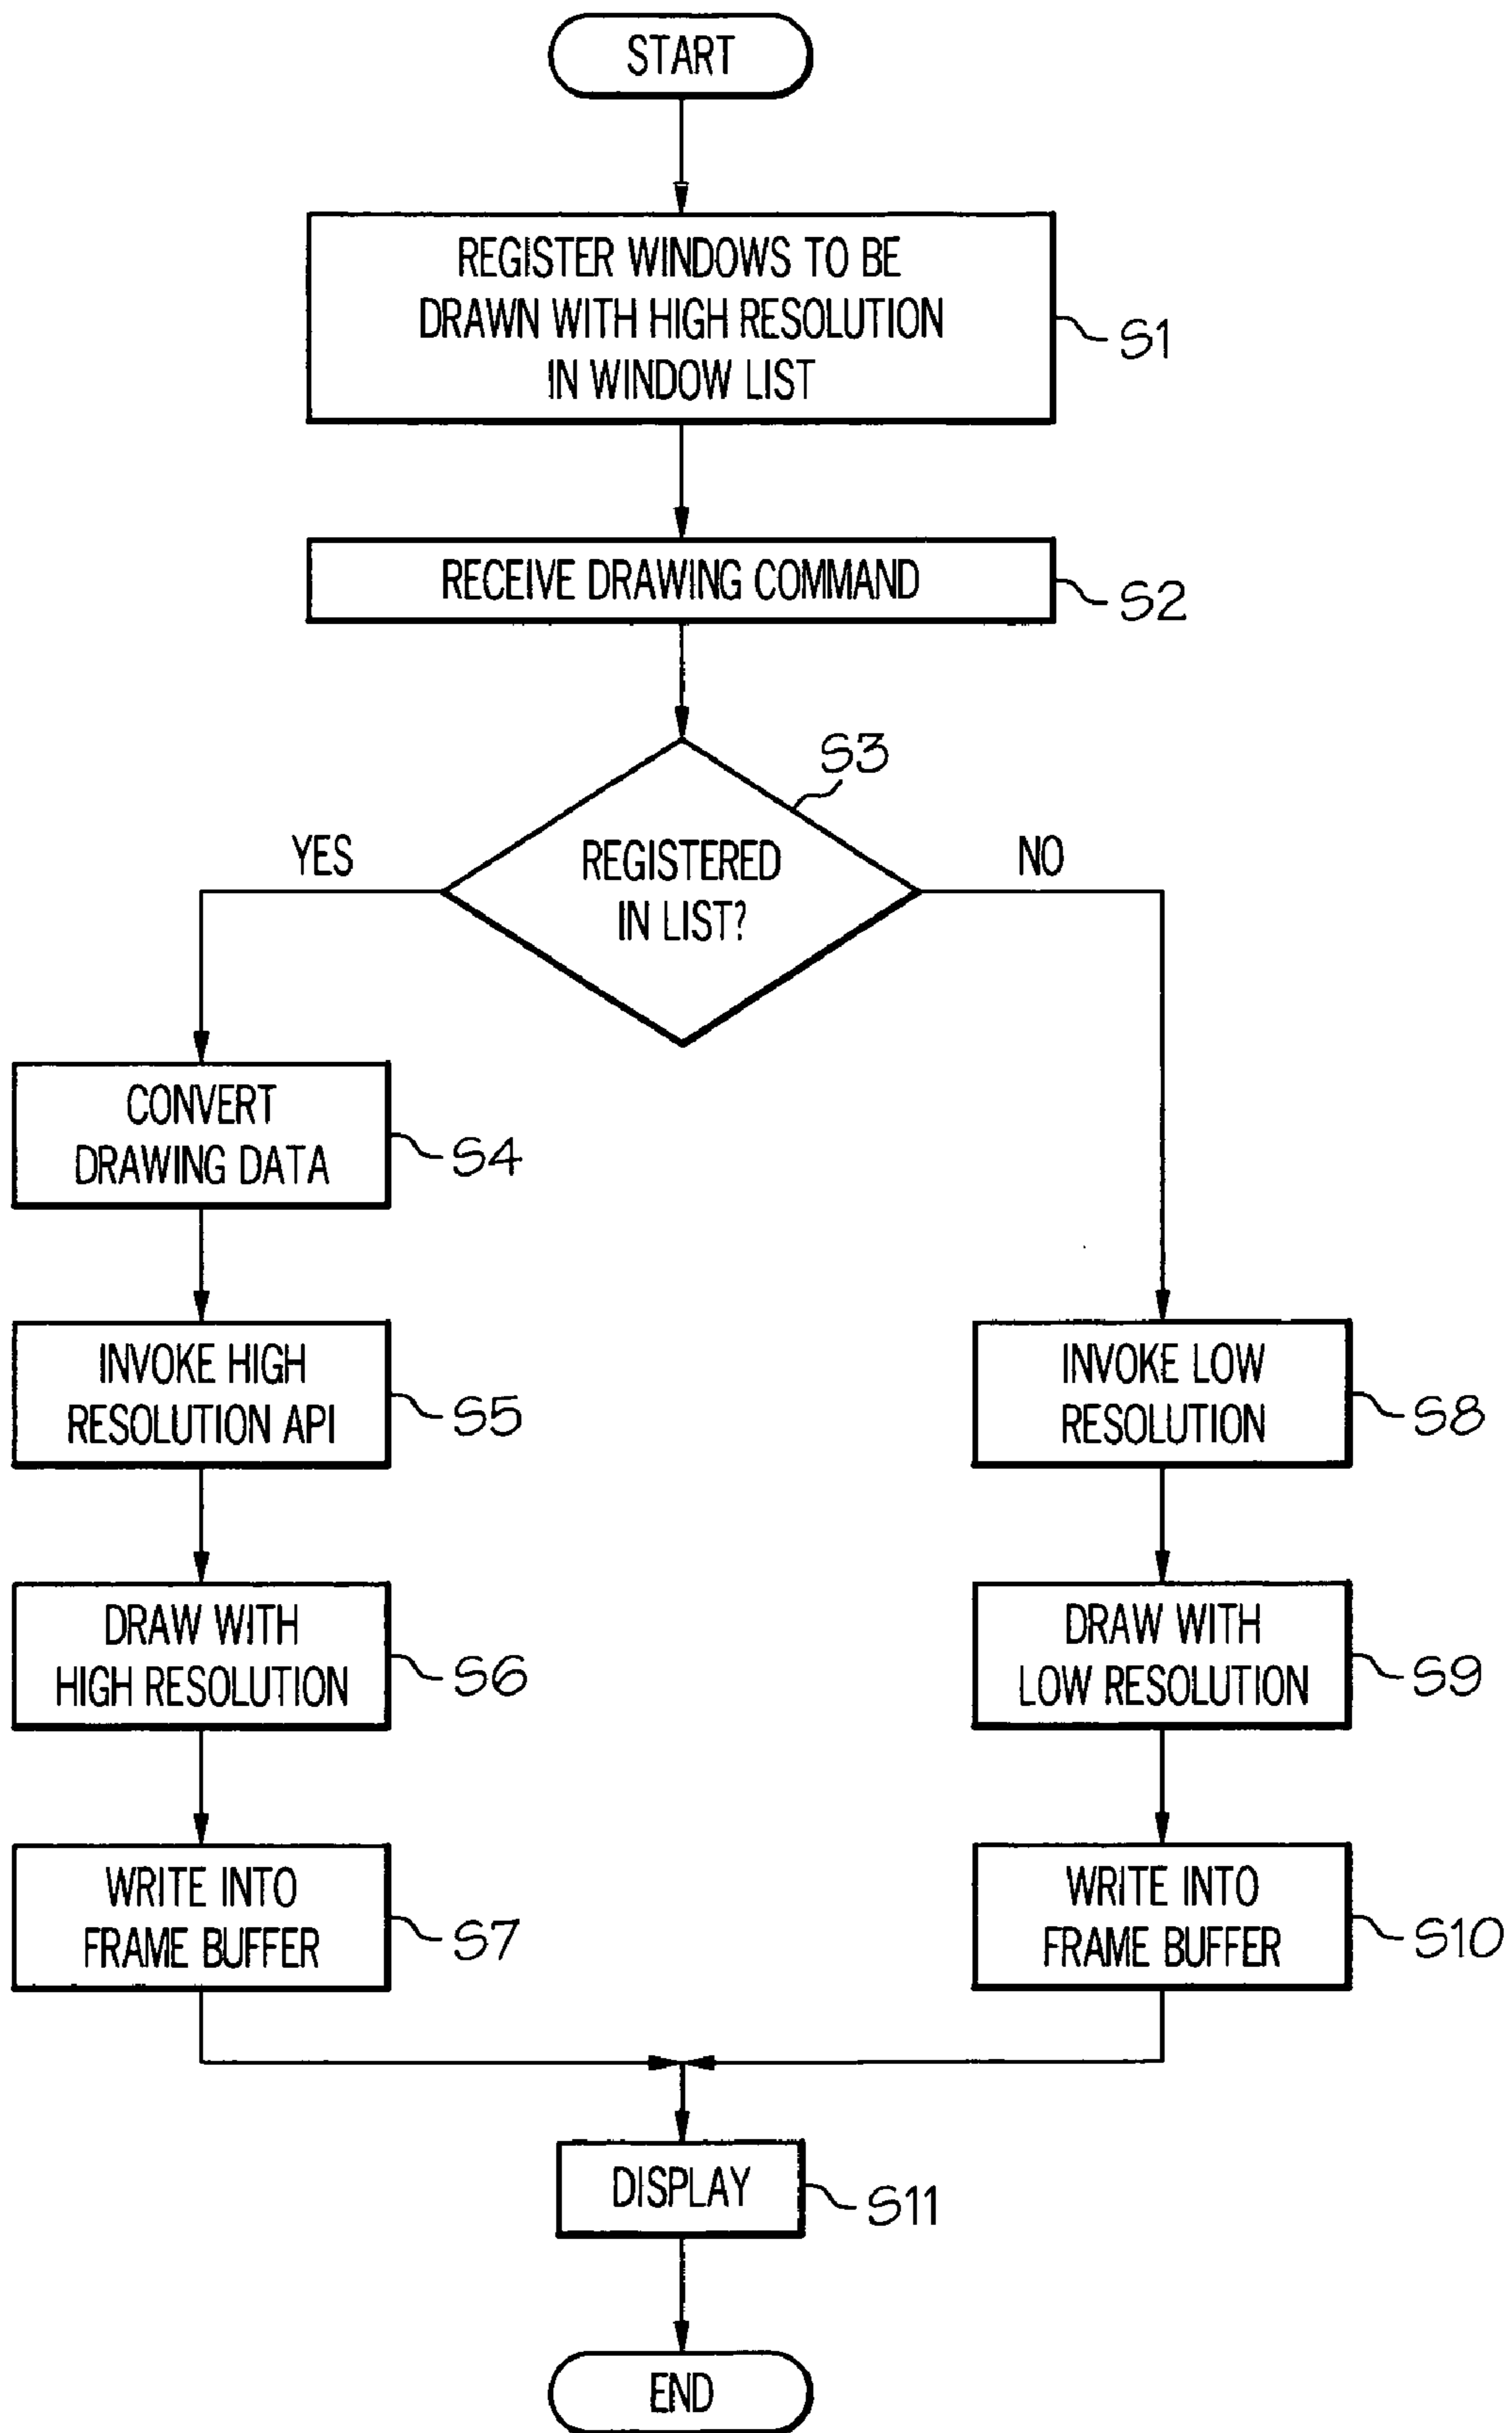 START
REGISTER WINDOWS TO BE
DRAWN WITH HIGH RESOLUTION
IN WINDOW LIST
S1
RECEIVE DRAWING COMMAND
S2
S3
YES
REGISTERED
IN LIST?
NO
CONVERT
DRAWING DATA
S4
INVOKE HIGH
RESOLUTION API
S5
DRAW WITH
HIGH RESOLUTION
S6
WRITE INTO
FRAME BUFFER
S7
INVOKE LOW
RESOLUTION
S8
DRAW WITH
LOW RESOLUTION
S9
WRITE INTO
FRAME BUFFER
S10
DISPLAY
S11
END